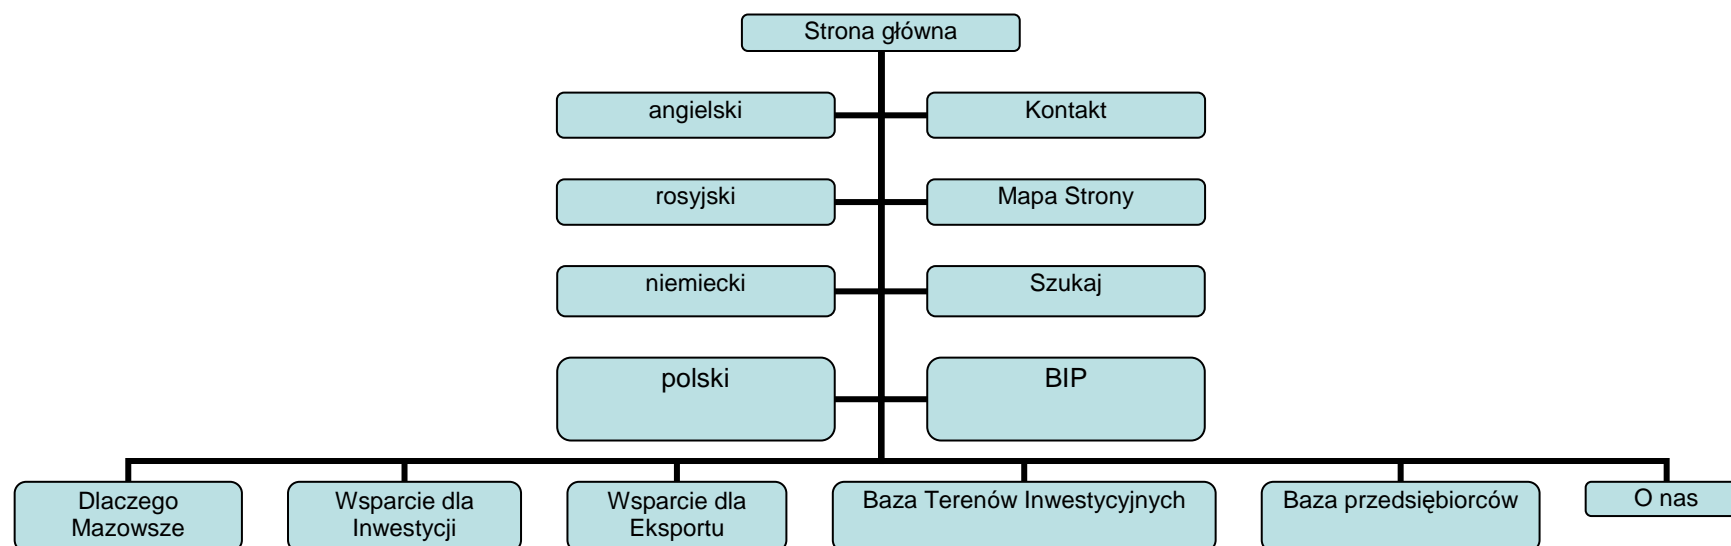 Strona główna
angielski
Kontakt
rosyjski
Mapa Strony
niemiecki
Szukaj
polski
BIP
Dlaczego
Mazowsze
Wsparcie dla
Inwestycji
Wsparcie dla
Eksportu
Baza Terenów Inwestycyjnych
Baza przedsiębiorców
O nas